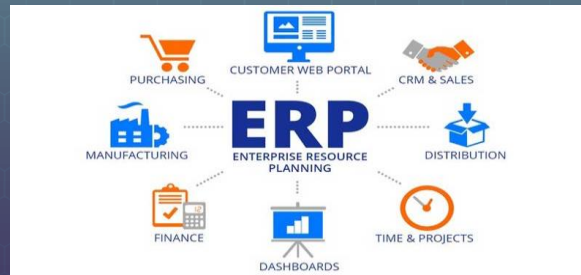 CUSTOMER WEB PORTAL
PURCHASING
CRM & SALES
ERP
ENTERPRISE RESOURCE
PLANNING
MANUFACTURING
DISTRIBUTION
FINANCE
TIME & PROJECTS
DASHBOARDS